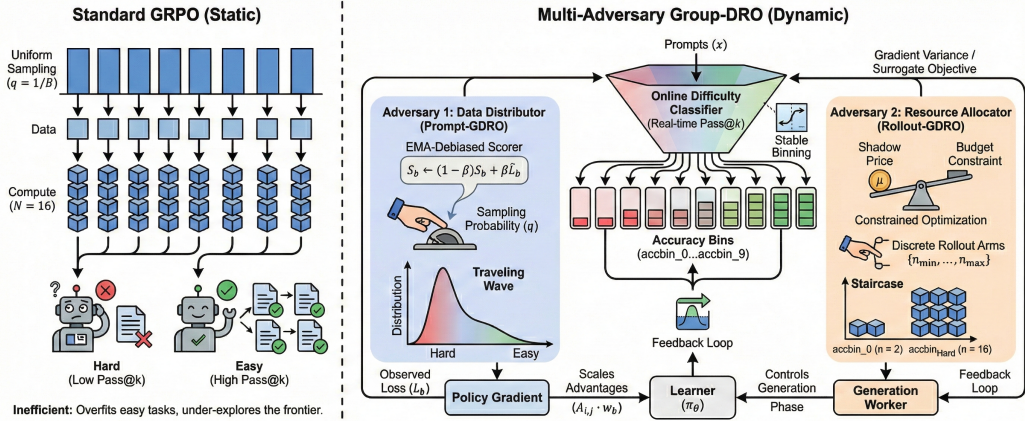 Standard GRPO (Static)
Uniform
Sampling
(q = 1/B)
Data
Compute
(N = 16)
?
Hard
(Low Pass@k)
Easy
(High Pass@k)
Inefficient: Overfits easy tasks, under-explores the frontier.
Multi-Adversary Group-DRO (Dynamic)
Prompts (x)
Gradient Variance /
Surrogate Objective
Adversary 1: Data Distributor
(Prompt-GDRO)
EMA-Debiased Scorer
S_b ← (1 − β)S_b + βL̂_b
Sampling
Probability (q)
Traveling
Wave
Distribution
Hard
Easy
Observed
Loss (L_b)
Policy Gradient
Scales
Advantages
(A_{i,j} · w_b)
Online Difficulty
Classifier
(Real-time Pass@k)
Stable
Binning
Accuracy Bins
(accbin_0...accbin_9)
Feedback Loop
Learner
(π_θ)
Controls
Generation
Phase
Adversary 2: Resource Allocator
(Rollout-GDRO)
Shadow
Price
Budget
Constraint
μ
Constrained Optimization
Discrete Rollout Arms
{n_min, ..., n_max}
Staircase
accbin_0 (n = 2)
accbin_Hard (n = 16)
Generation
Worker
Feedback
Loop